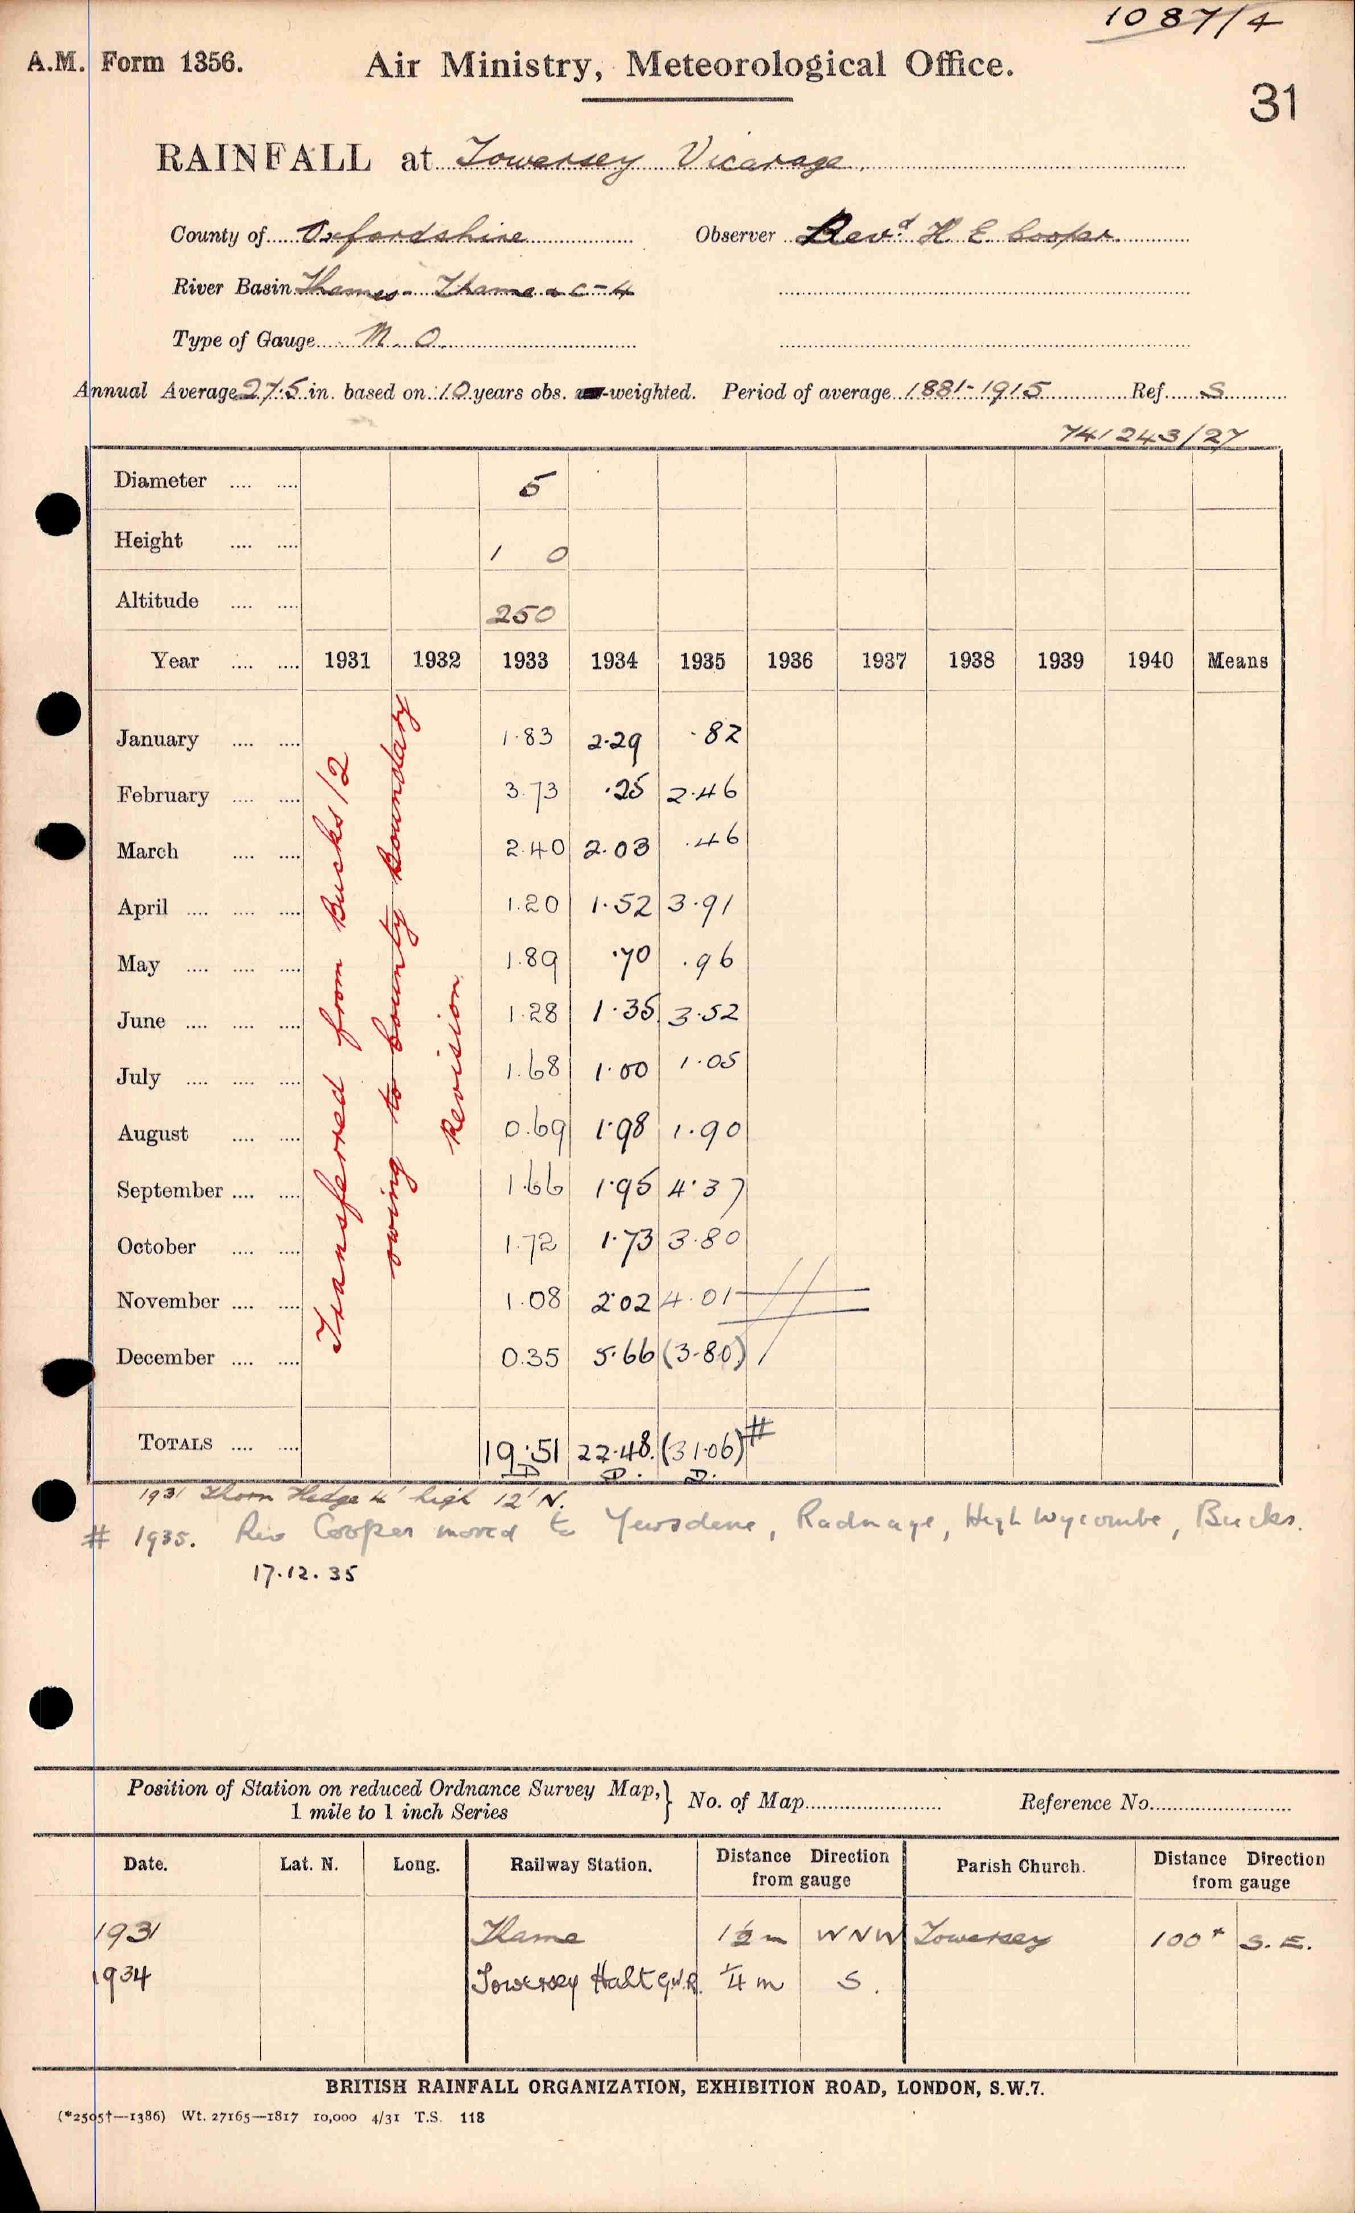 1087/4
A.M. Form 1356. Air Ministry, Meteorological Office.
31
RAINFALL at Towersey Vicarage.
County of Oxfordshire Observer Revd. H. E. Cooper
River Basin Thames - Thame & C-4
Type of Gauge M. O.
Annual Average 27.5 in. based on 10 years obs. -weighted. Period of average 1881-1915 Ref. S
741243/27
Diameter .... .... 5
Height .... .... 1 0
Altitude .... .... 250
Year .... .... 1931 1932 1933 1934 1935 1936 1937 1938 1939 1940 Means
Transferred from Bucks/2
owing to County Boundary
Revision
January .... .... 1.83 2.29 .82
February .... .... 3.73 .25 2.46
March .... .... 2.40 2.03 .46
April .... .... .... 1.20 1.52 3.91
May .... .... .... 1.89 .70 .96
June .... .... .... 1.28 1.35 3.52
July .... .... .... 1.68 1.00 1.05
August .... .... 0.69 1.98 1.90
September .... .... 1.66 1.95 4.37
October .... .... 1.72 1.73 3.80
November .... .... 1.08 2.02 4.01
December .... .... 0.35 5.66 (3.80)
TOTALS .... .... 19.51 22.48. (31.06) #
D D. D.
1931 Thorn Hedge 4' high 12' N.
# 1935. Rev Cooper moved to Yewsdene, Radnage, High Wycombe, Bucks.
17.12.35
Position of Station on reduced Ordnance Survey Map, } No. of Map Reference No.
1 mile to 1 inch Series
Date. Lat. N. Long. Railway Station. Distance Direction from gauge Parish Church. Distance Direction from gauge
1931 Thame 1½ m WNW Towersey 100 S.E.
1934 Towersey Halt G.W.R. ¼ m S.
BRITISH RAINFALL ORGANIZATION, EXHIBITION ROAD, LONDON, S.W.7.
(*2505†—1386) Wt. 27165—1817 10,000 4/31 T.S. 118